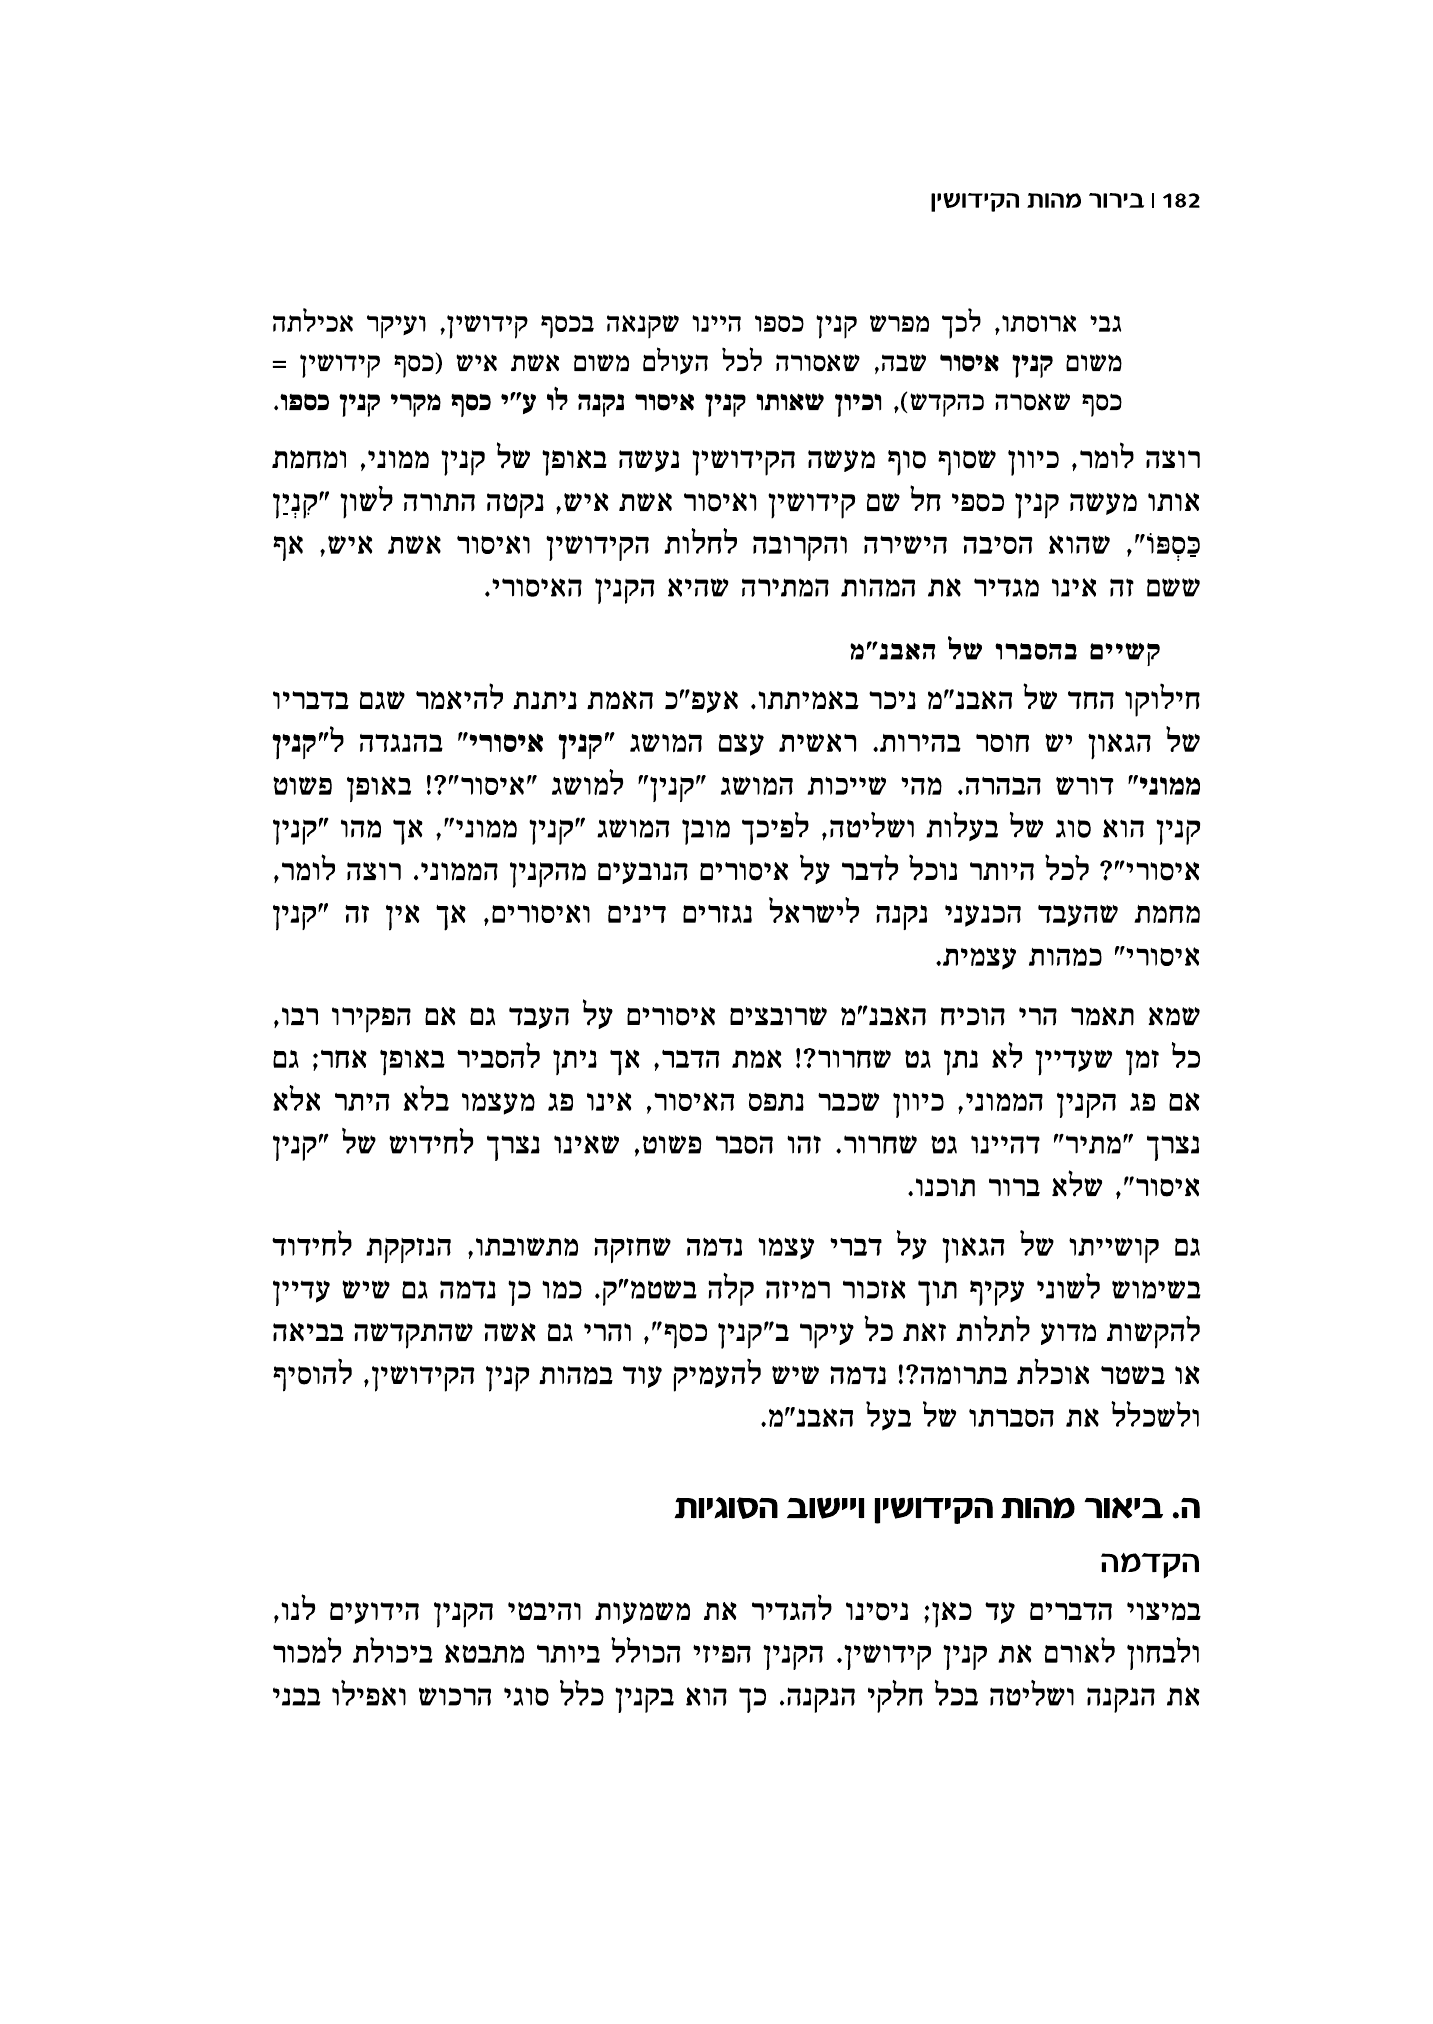 182 | בירור מהות הקידושין
גבי ארוסתו, לכך מפרש קנין כספו היינו שקנאה בכסף קידושין, ועיקר אכילתה
משום קנין איסור שבה, שאסורה לכל העולם משום אשת איש (כסף קידושין =
כסף שאסרה כהקדש), וכיון שאותו קנין איסור נקנה לו ע"י כסף מקרי קנין כספו.
רוצה לומר, כיוון שסוף סוף מעשה הקידושין נעשה באופן של קנין ממוני, ומחמת
אותו מעשה קנין כספי חל שם קידושין ואיסור אשת איש, נקטה התורה לשון "קִנְיַן
כַּסְפּוֹ", שהוא הסיבה הישירה והקרובה לחלות הקידושין ואיסור אשת איש, אף
ששם זה אינו מגדיר את המהות המתירה שהיא הקנין האיסורי.
קשיים בהסברו של האבנ"מ
חילוקו החד של האבנ"מ ניכר באמיתתו. אעפ"כ האמת ניתנת להיאמר שגם בדבריו
של הגאון יש חוסר בהירות. ראשית עצם המושג "קנין איסורי" בהנגדה ל"קנין
ממוני" דורש הבהרה. מהי שייכות המושג "קנין" למושג "איסור"?! באופן פשוט
קנין הוא סוג של בעלות ושליטה, לפיכך מובן המושג "קנין ממוני", אך מהו "קנין
איסורי"? לכל היותר נוכל לדבר על איסורים הנובעים מהקנין הממוני. רוצה לומר,
מחמת שהעבד הכנעני נקנה לישראל נגזרים דינים ואיסורים, אך אין זה "קנין
איסורי" כמהות עצמית.
שמא תאמר הרי הוכיח האבנ"מ שרובצים איסורים על העבד גם אם הפקירו רבו,
כל זמן שעדיין לא נתן גט שחרור?! אמת הדבר, אך ניתן להסביר באופן אחר; גם
אם פג הקנין הממוני, כיוון שכבר נתפס האיסור, אינו פג מעצמו בלא היתר אלא
נצרך "מתיר" דהיינו גט שחרור. זהו הסבר פשוט, שאינו נצרך לחידוש של "קנין
איסור", שלא ברור תוכנו.
גם קושייתו של הגאון על דברי עצמו נדמה שחזקה מתשובתו, הנזקקת לחידוד
בשימוש לשוני עקיף תוך אזכור רמיזה קלה בשטמ"ק. כמו כן נדמה גם שיש עדיין
להקשות מדוע לתלות זאת כל עיקר ב"קנין כסף", והרי גם אשה שהתקדשה בביאה
או בשטר אוכלת בתרומה?! נדמה שיש להעמיק עוד במהות קנין הקידושין, להוסיף
ולשכלל את הסברתו של בעל האבנ"מ.
ה. ביאור מהות הקידושין ויישוב הסוגיות
הקדמה
במיצוי הדברים עד כאן; ניסינו להגדיר את משמעות והיבטי הקנין הידועים לנו,
ולבחון לאורם את קנין קידושין. הקנין הפיזי הכולל ביותר מתבטא ביכולת למכור
את הנקנה ושליטה בכל חלקי הנקנה. כך הוא בקנין כלל סוגי הרכוש ואפילו בבני